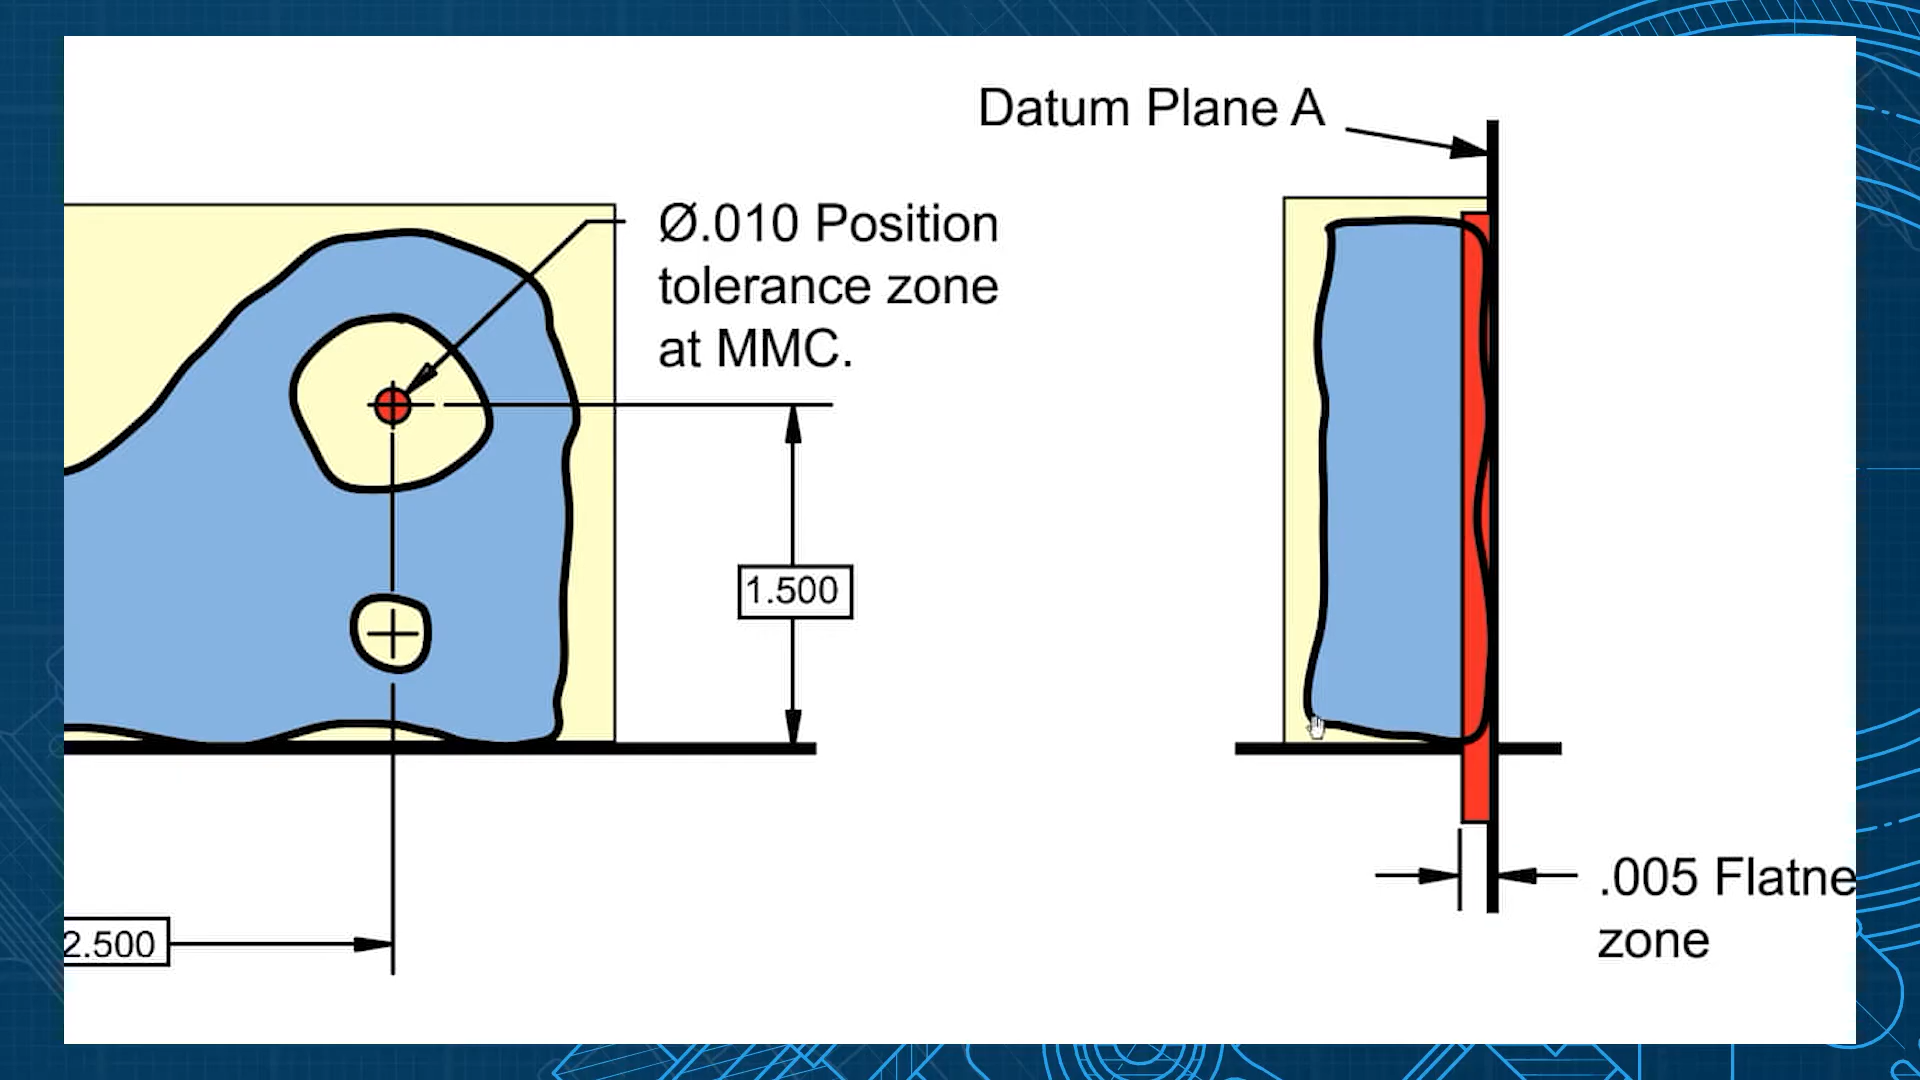 Datum Plane A
Ø.010 Position
tolerance zone
at MMC.
1.500
.005 Flatne
zone
2.500